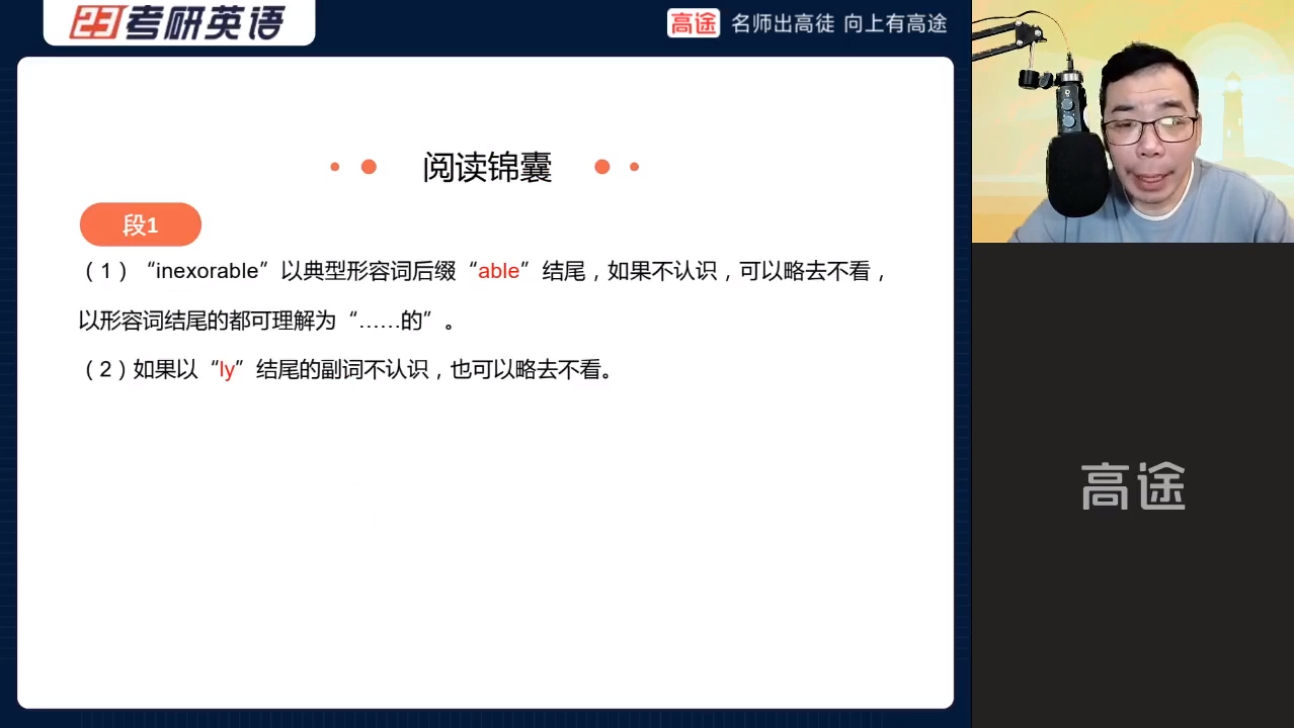 23考研英语
高途 名师出高徒 向上有高途
阅读锦囊
段1
（1）“inexorable”以典型形容词后缀“able”结尾，如果不认识，可以略去不看，
以形容词结尾的都可理解为“……的”。
（2）如果以“ly”结尾的副词不认识，也可以略去不看。
高途